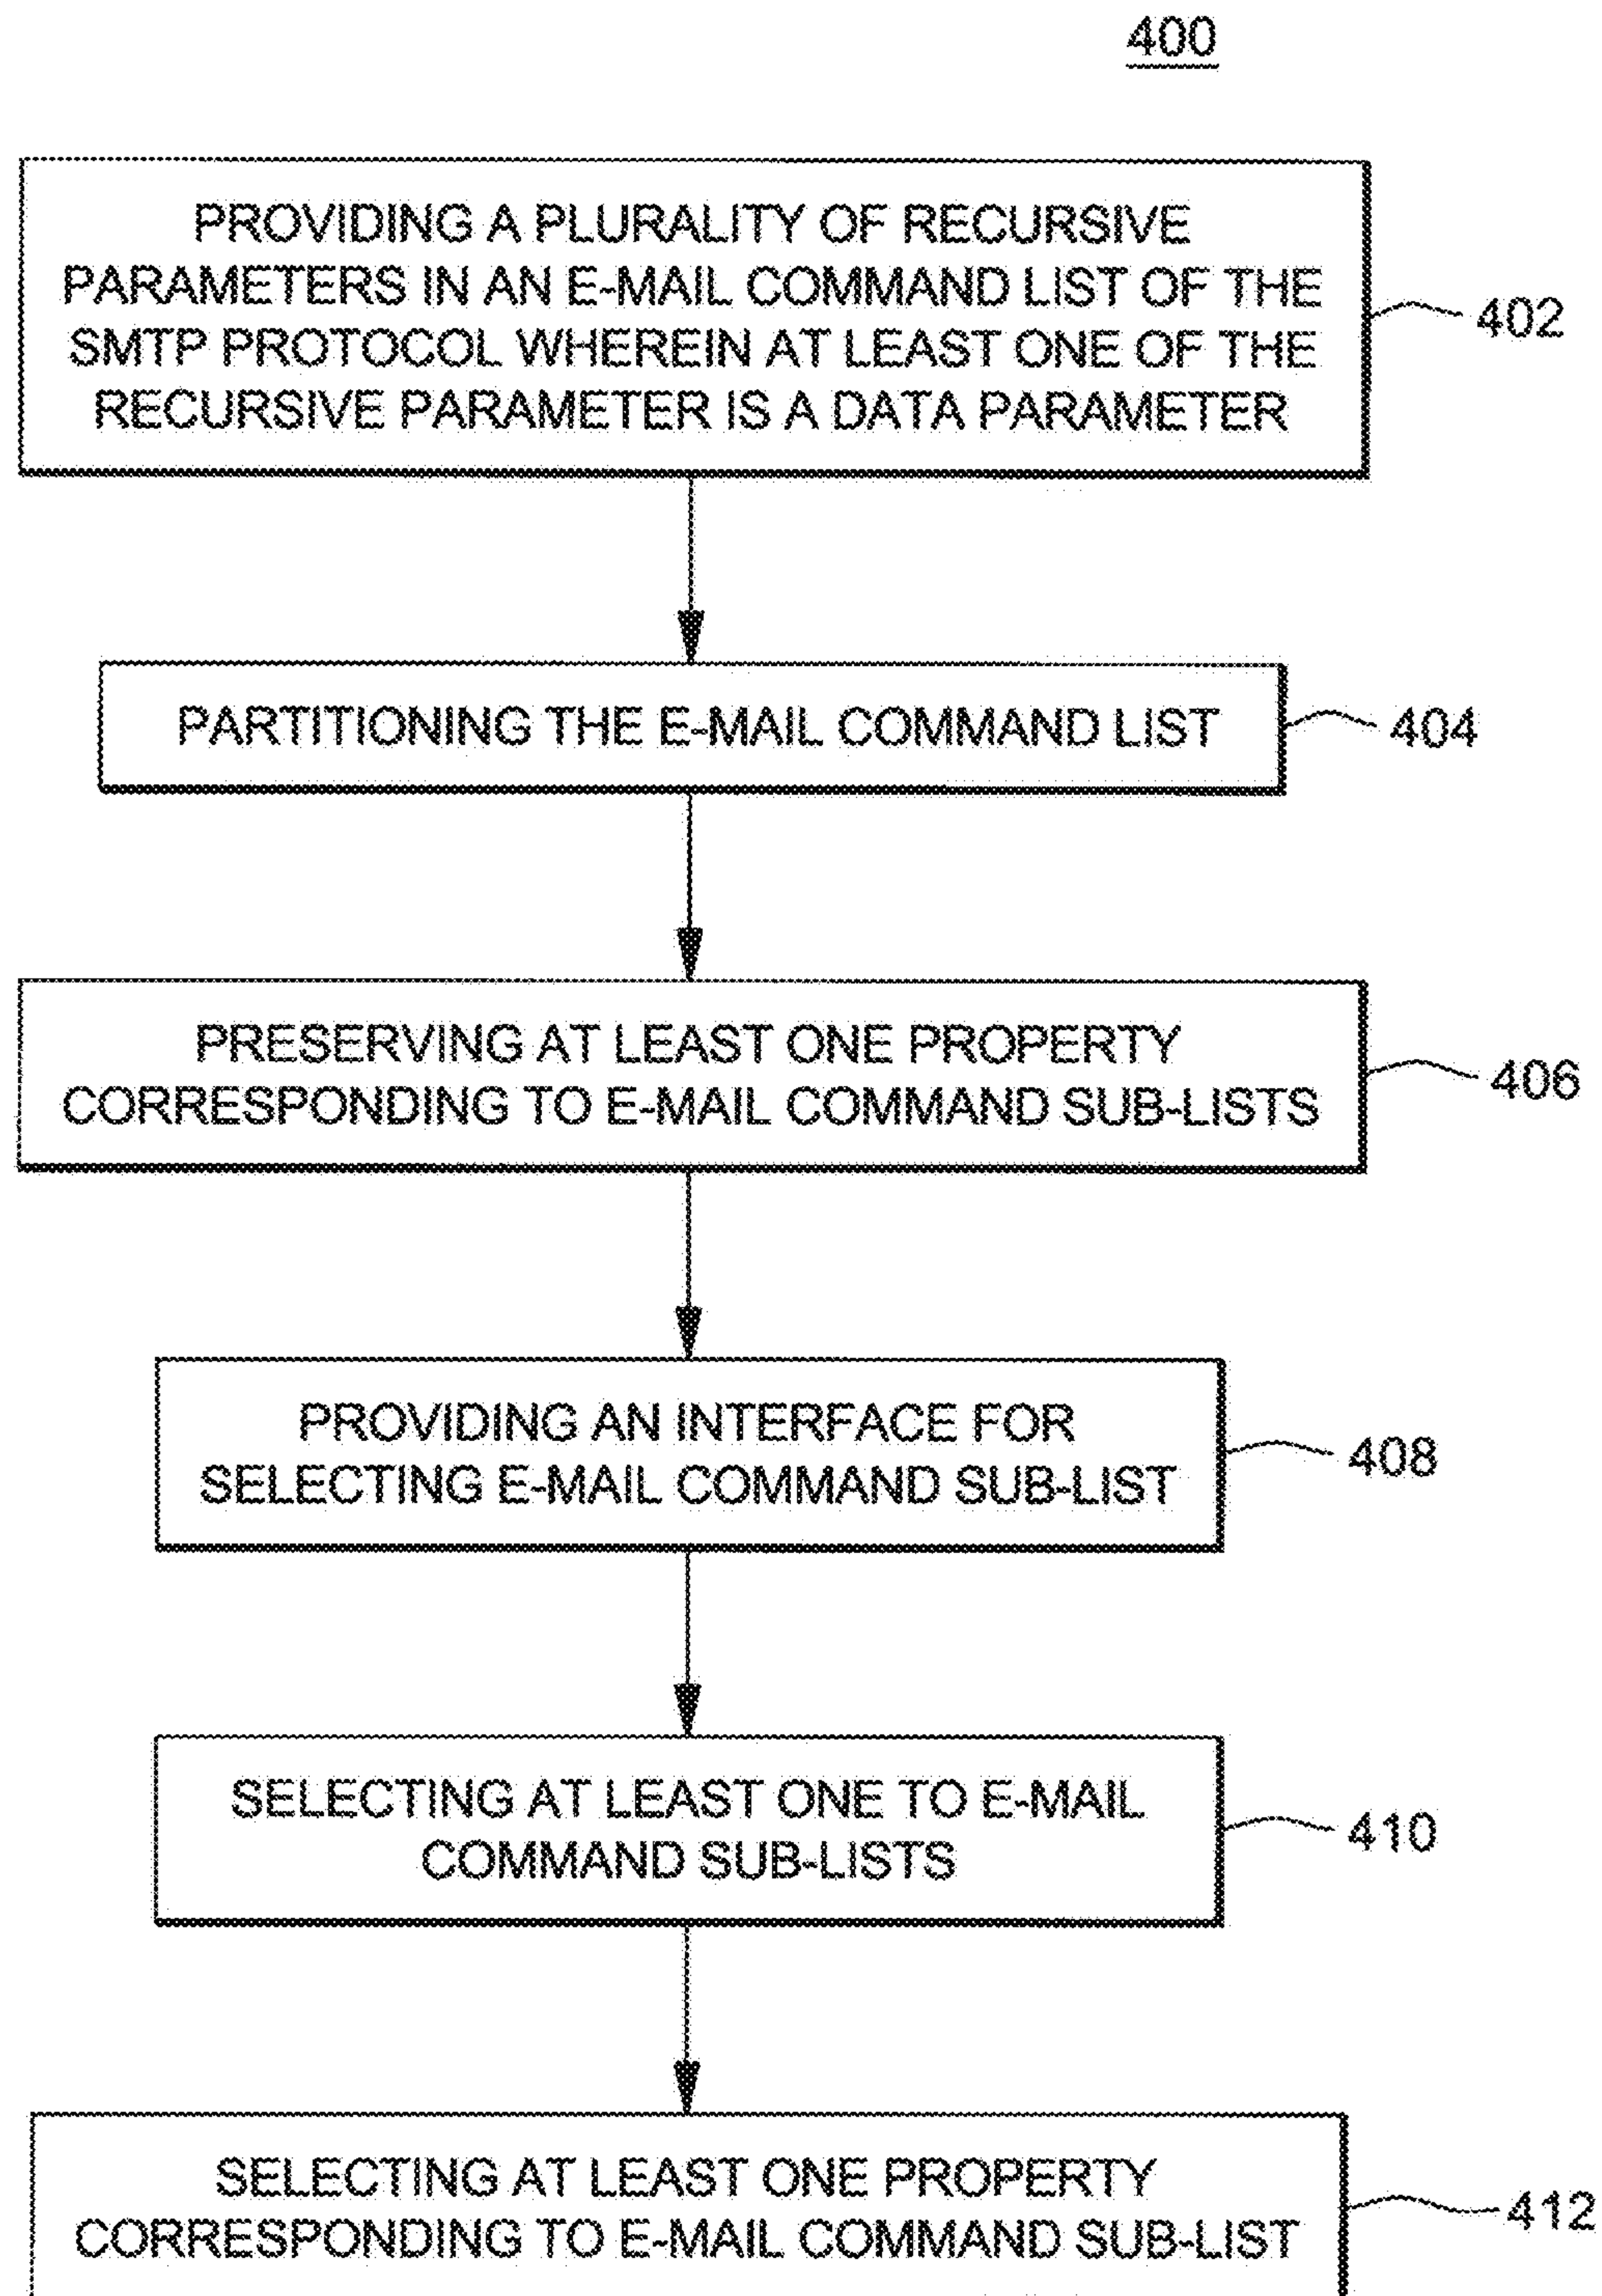 400
PROVIDING A PLURALITY OF RECURSIVE
PARAMETERS IN AN E-MAIL COMMAND LIST OF THE
SMTP PROTOCOL WHEREIN AT LEAST ONE OF THE
RECURSIVE PARAMETER IS A DATA PARAMETER
402
PARTITIONING THE E-MAIL COMMAND LIST
404
PRESERVING AT LEAST ONE PROPERTY
CORRESPONDING TO E-MAIL COMMAND SUB-LISTS
406
PROVIDING AN INTERFACE FOR
SELECTING E-MAIL COMMAND SUB-LIST
408
SELECTING AT LEAST ONE TO E-MAIL
COMMAND SUB-LISTS
410
SELECTING AT LEAST ONE PROPERTY
CORRESPONDING TO E-MAIL COMMAND SUB-LIST
412